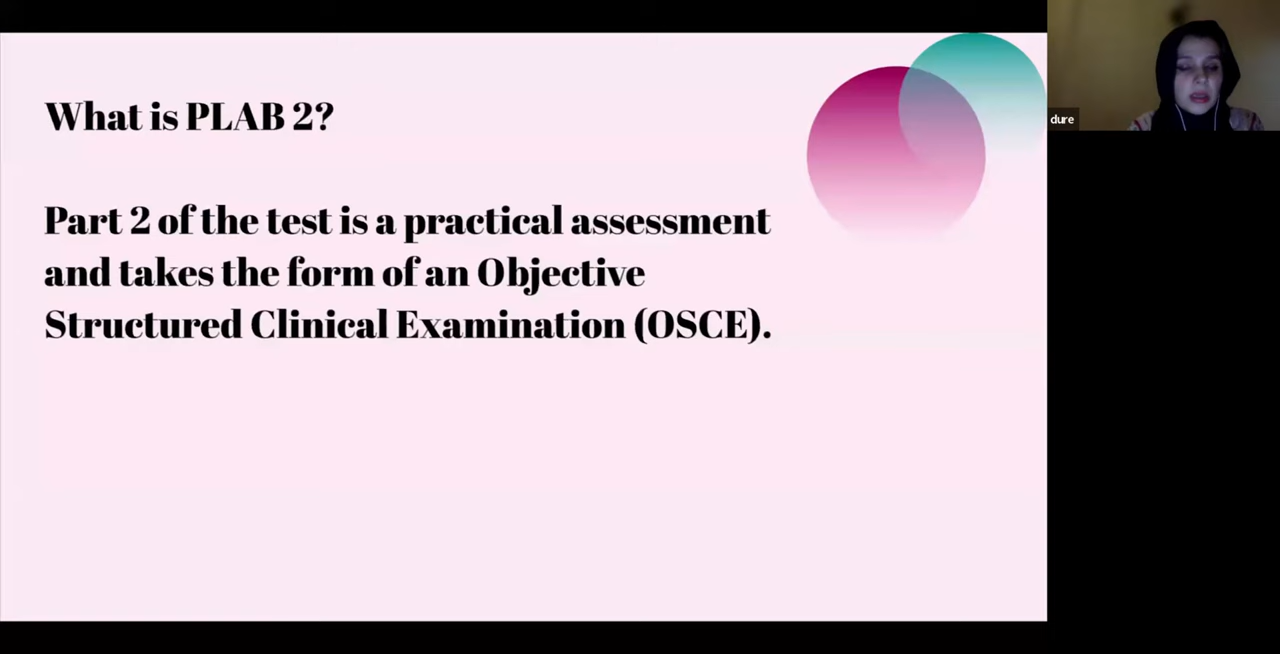 What is PLAB 2?
Part 2 of the test is a practical assessment
and takes the form of an Objective
Structured Clinical Examination (OSCE).
dure